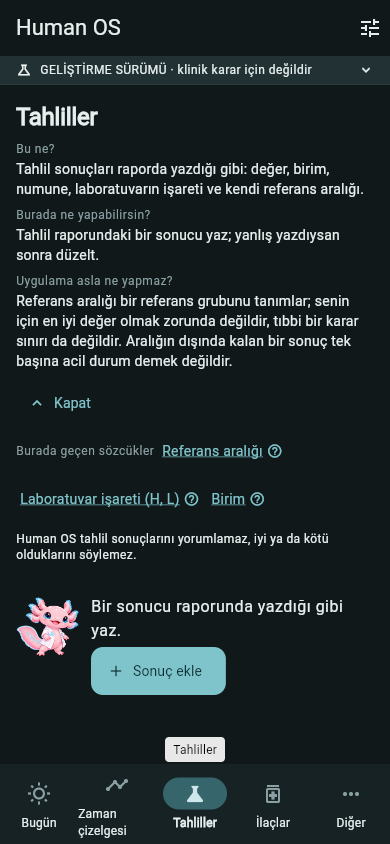 Human OS
GELİŞTİRME SÜRÜMÜ · klinik karar için değildir
Tahliller
Bu ne?
Tahlil sonuçları raporda yazdığı gibi: değer, birim,
numune, laboratuvarın işareti ve kendi referans aralığı.
Burada ne yapabilirsin?
Tahlil raporundaki bir sonucu yaz; yanlış yazdıysan
sonra düzelt.
Uygulama asla ne yapmaz?
Referans aralığı bir referans grubunu tanımlar; senin
için en iyi değer olmak zorunda değildir, tıbbi bir karar
sınırı da değildir. Aralığın dışında kalan bir sonuç tek
başına acil durum demek değildir.
Kapat
Burada geçen sözcükler Referans aralığı
Laboratuvar işareti (H, L) Birim
Human OS tahlil sonuçlarını yorumlamaz, iyi ya da kötü
olduklarını söylemez.
Bir sonucu raporunda yazdığı gibi
yaz.
+ Sonuç ekle
Tahliller
Bugün
Zaman
çizelgesi
Tahliller
İlaçlar
Diğer